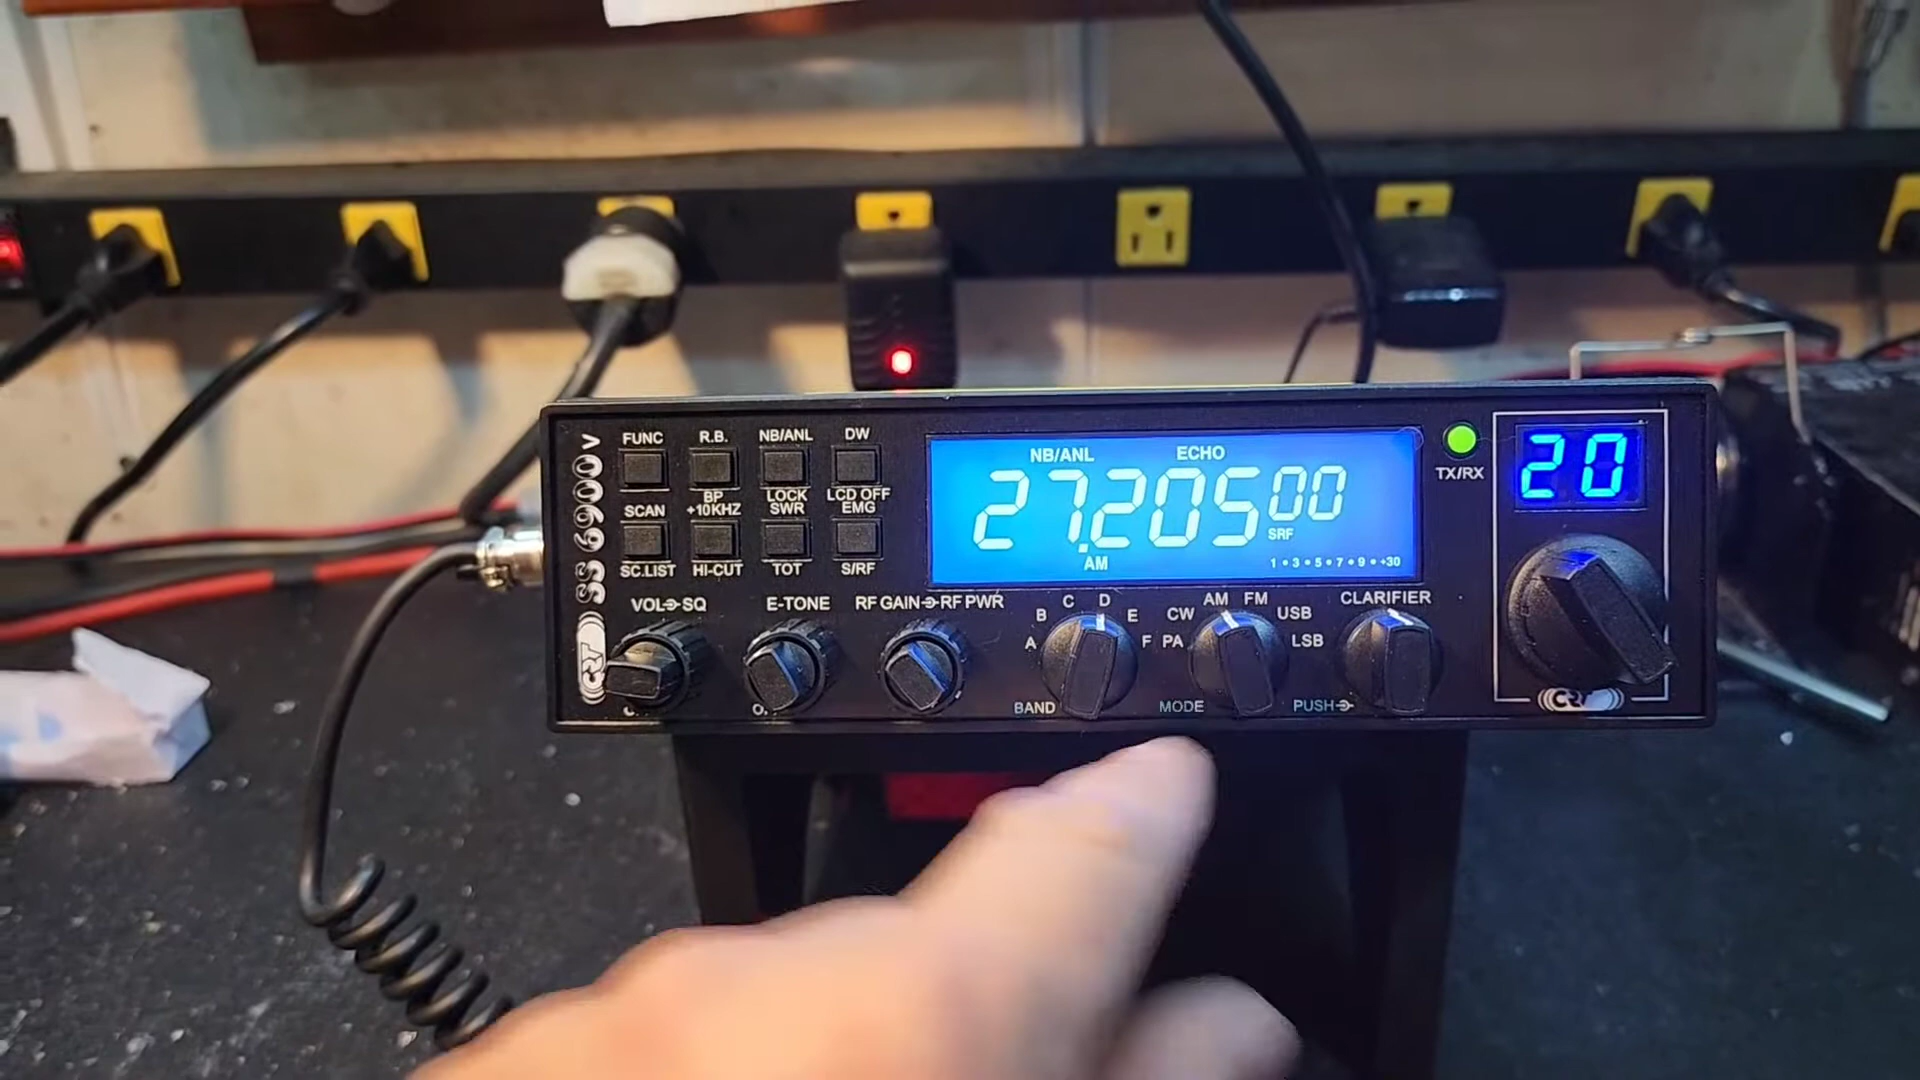 SS 6900 V
CRT
FUNC R.B. NB/ANL DW
SCAN BP +10KHZ LOCK SWR LCD OFF EMG
SC.LIST HI-CUT TOT S/RF
NB/ANL ECHO
27.205 00
SRF
AM
1 • 3 • 5 • 7 • 9 • +30
TX/RX
20
VOL SQ E-TONE RF GAIN RF PWR
A B C D E F
BAND
PA CW AM FM USB LSB
MODE
CLARIFIER
PUSH
CRT